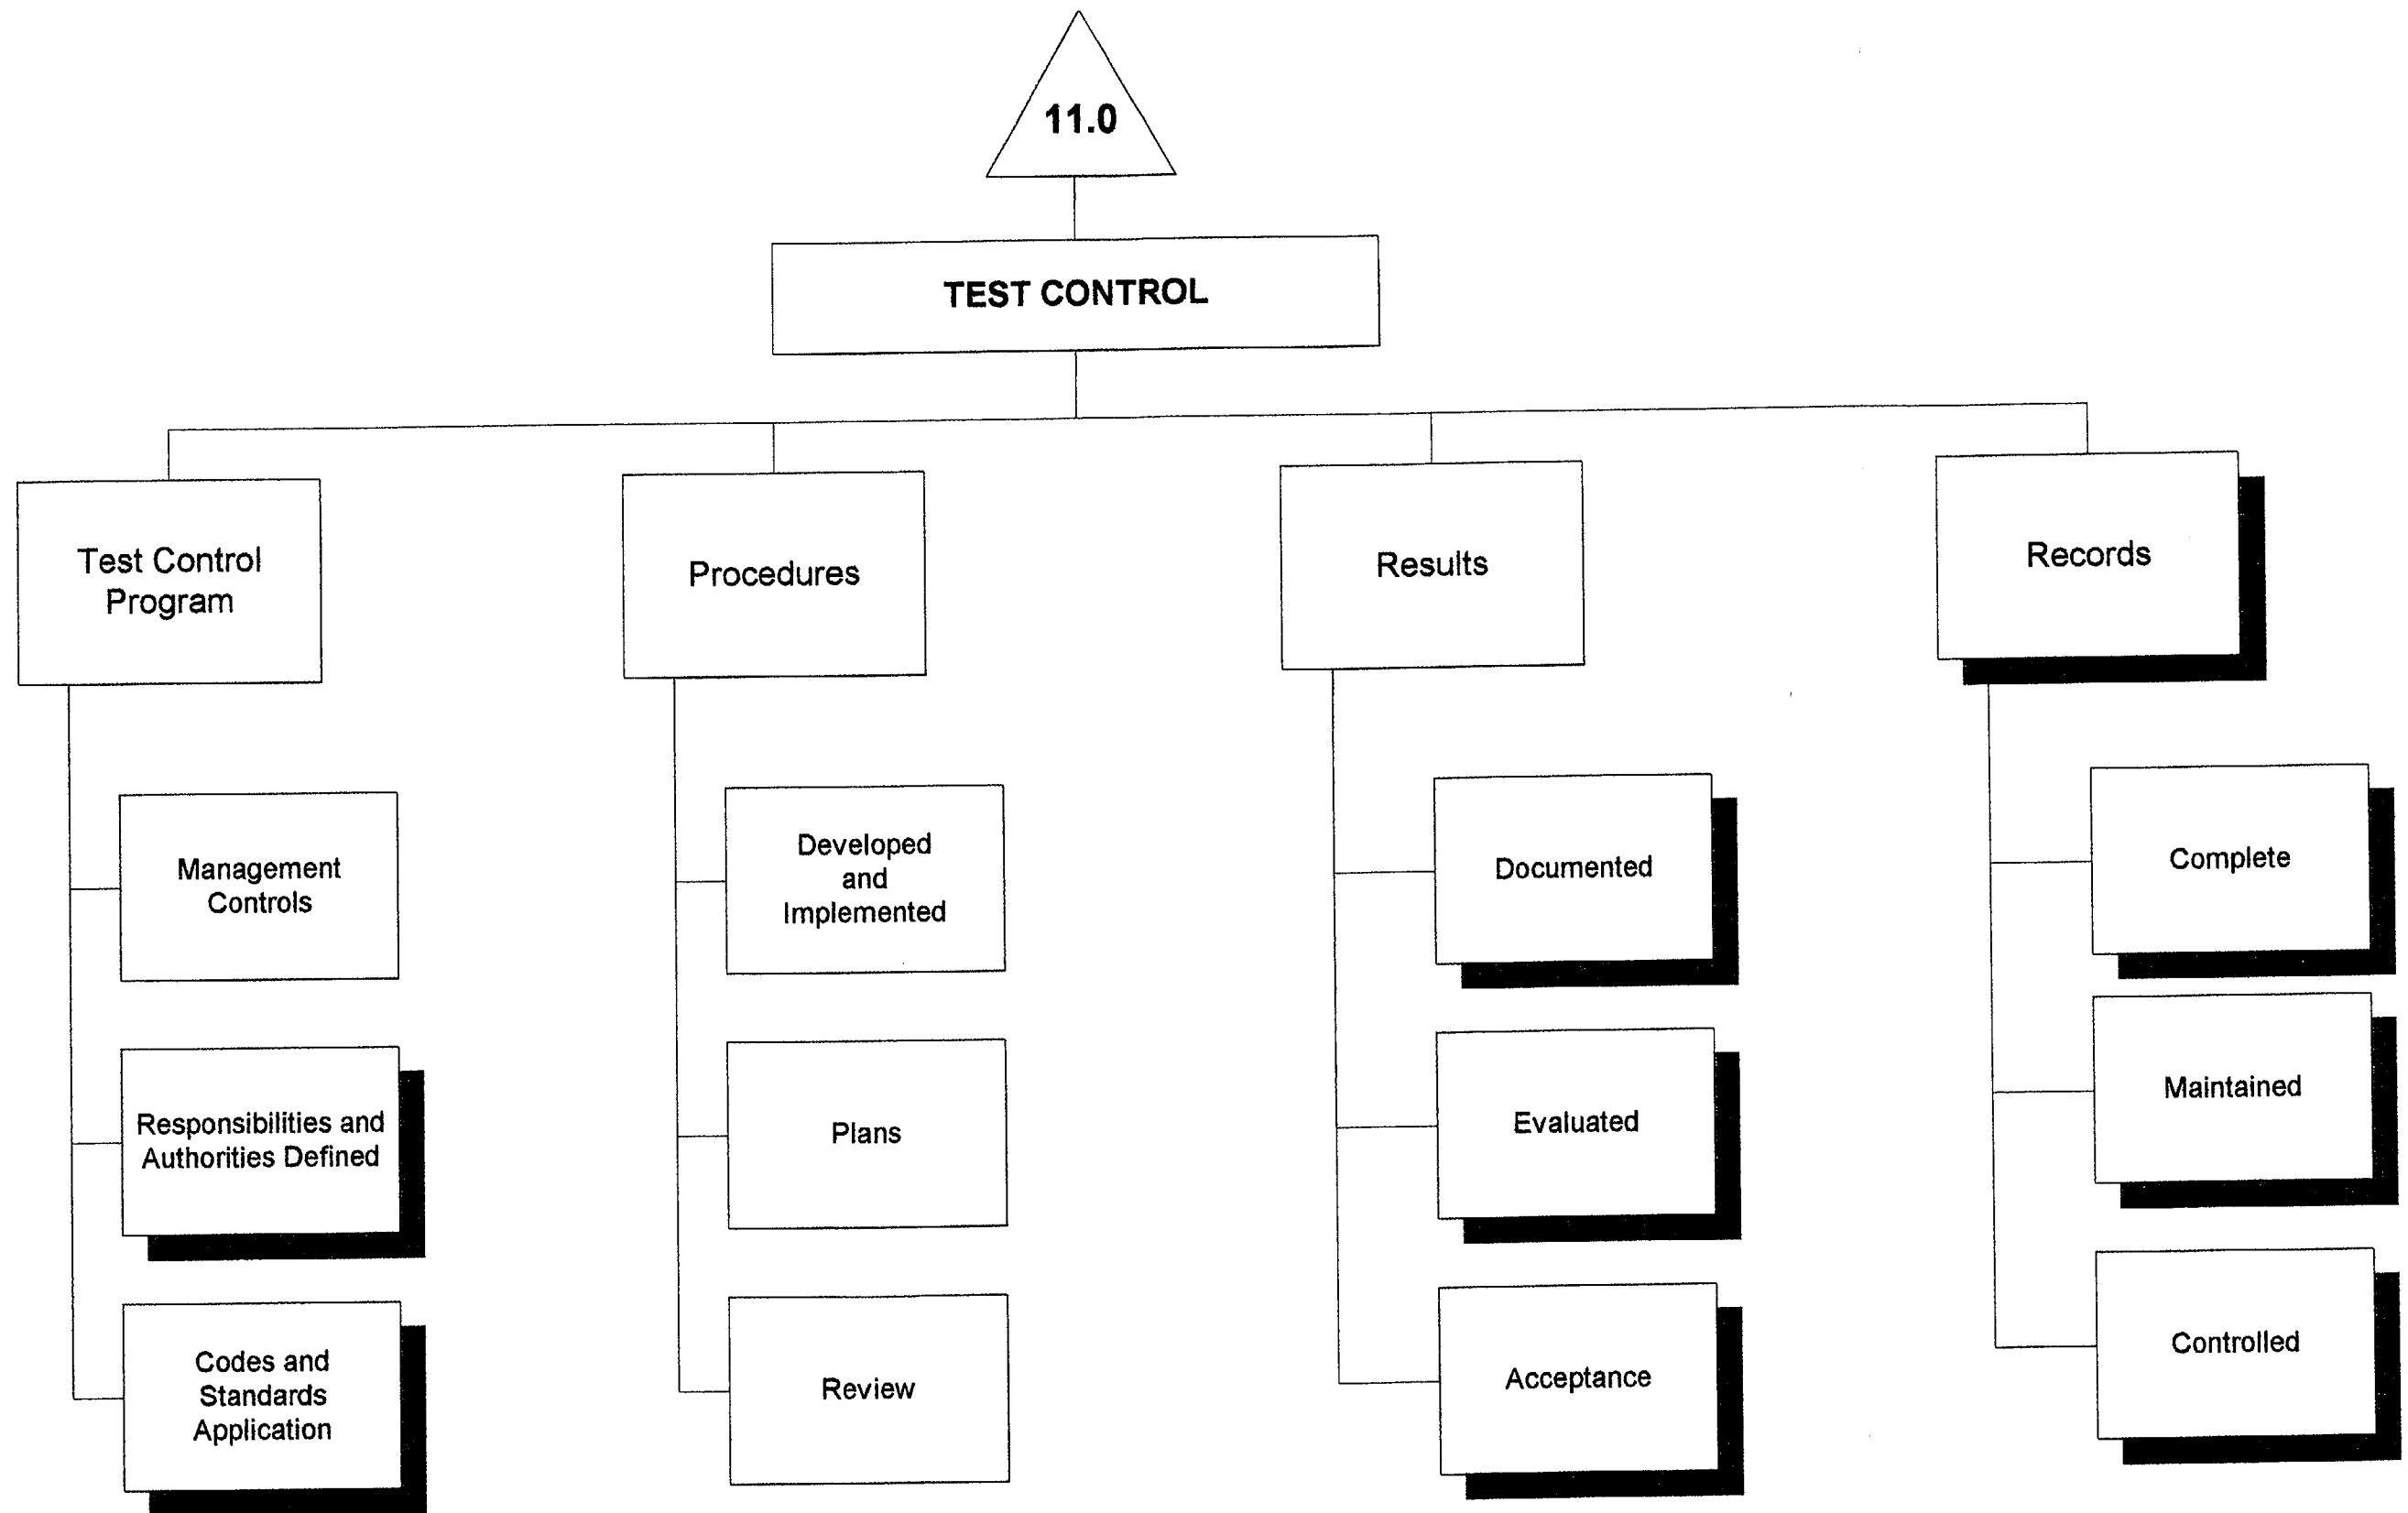 11.0
TEST CONTROL
Test Control
Program
Procedures
Results
Records
Management
Controls
Responsibilities and
Authorities Defined
Codes and
Standards
Application
Developed
and
Implemented
Plans
Review
Documented
Evaluated
Acceptance
Complete
Maintained
Controlled